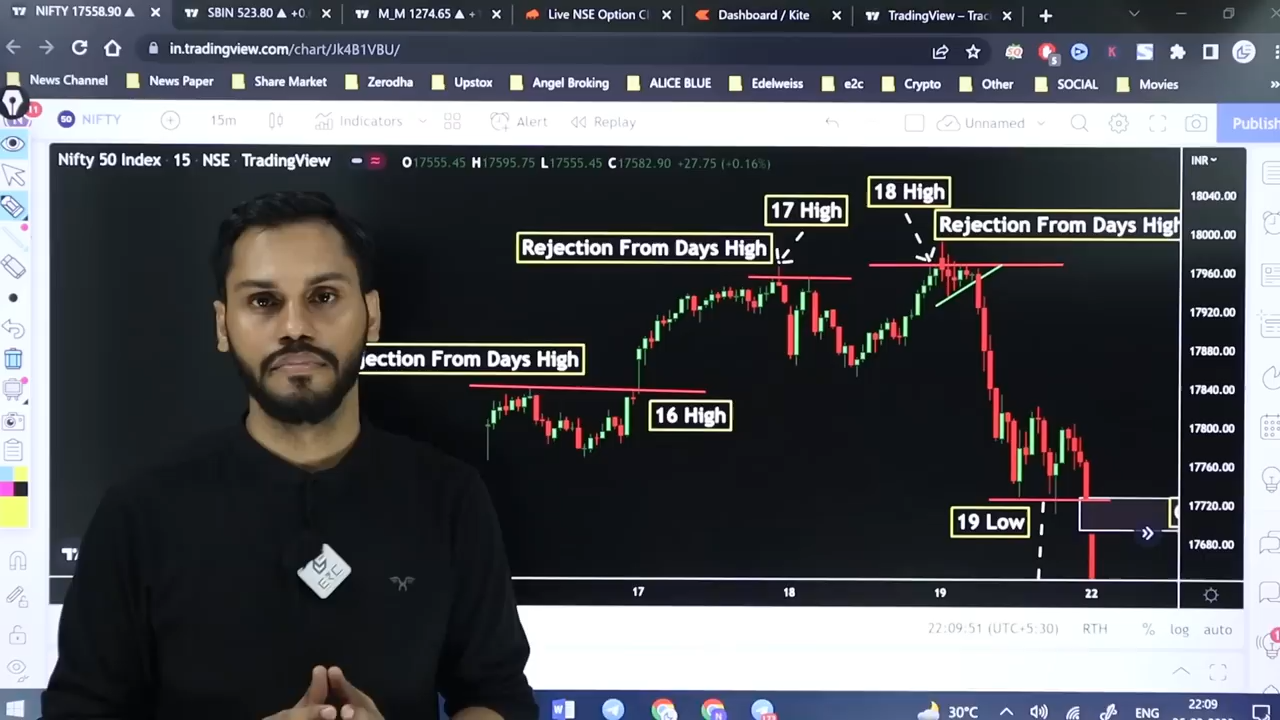 NIFTY 17558.90 ▲
SBIN 523.80 ▲ +0.
M_M 1274.65 ▲ +
Live NSE Option C
Dashboard / Kite
TradingView – Trac
in.tradingview.com/chart/Jk4B1VBU/
News Channel
News Paper
Share Market
Zerodha
Upstox
Angel Broking
ALICE BLUE
Edelweiss
e2c
Crypto
Other
SOCIAL
Movies
50 NIFTY
15m
Indicators
Alert
Replay
Unnamed
Publish
Nifty 50 Index · 15 · NSE · TradingView
O17555.45 H17595.75 L17555.45 C17582.90 +27.75 (+0.16%)
INR
18 High
17 High
Rejection From Days High
Rejection From Days High
jection From Days High
16 High
19 Low
18040.00
18000.00
17960.00
17920.00
17880.00
17840.00
17800.00
17760.00
17720.00
17680.00
17
18
19
22
22:09:51 (UTC+5:30)
RTH
%
log
auto
ERC
30°C
ENG
22:09